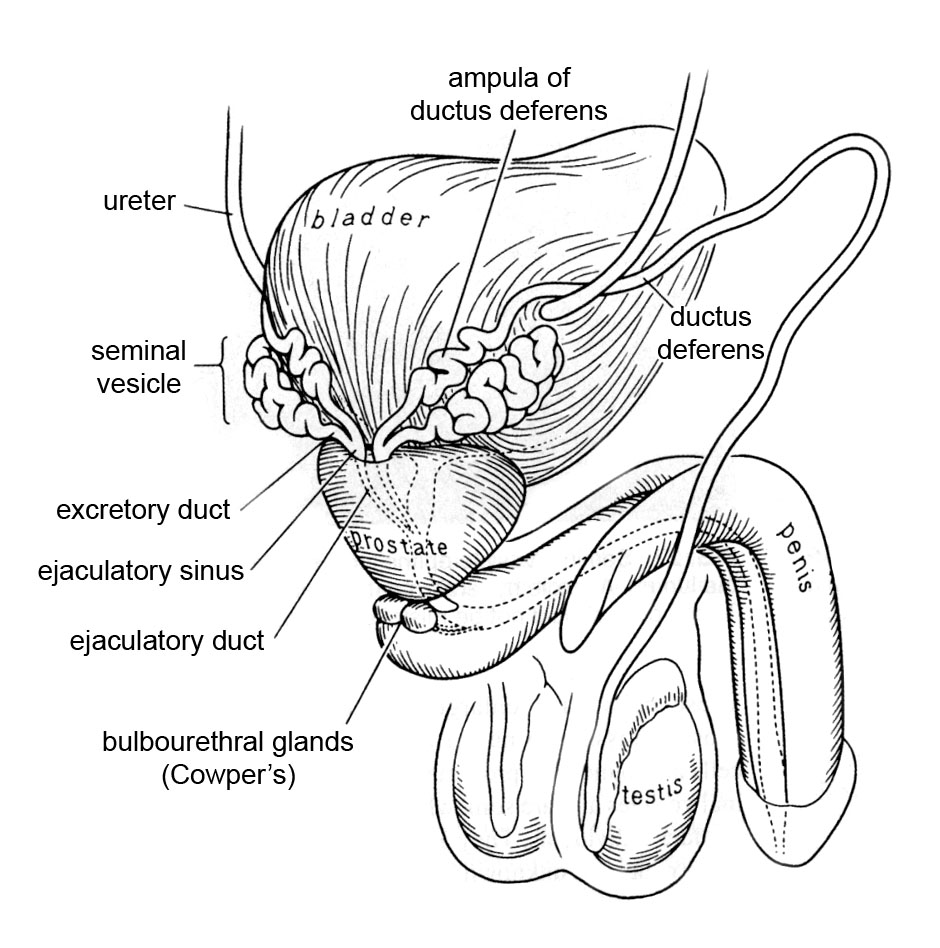 ampula of
ductus deferens
ureter
bladder
ductus
deferens
seminal
vesicle
excretory duct
prostate
penis
ejaculatory sinus
ejaculatory duct
bulbourethral glands
(Cowper’s)
testis